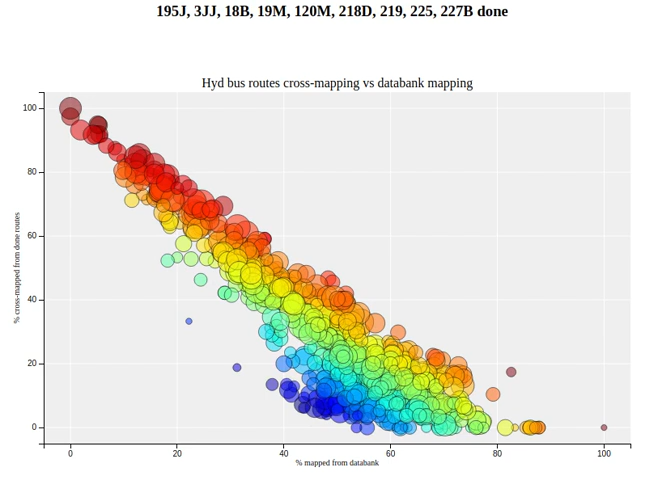 195J, 3JJ, 18B, 19M, 120M, 218D, 219, 225, 227B done
Hyd bus routes cross-mapping vs databank mapping
100
80
60
40
20
0
% cross-mapped from done routes
0 20 40 60 80 100
% mapped from databank